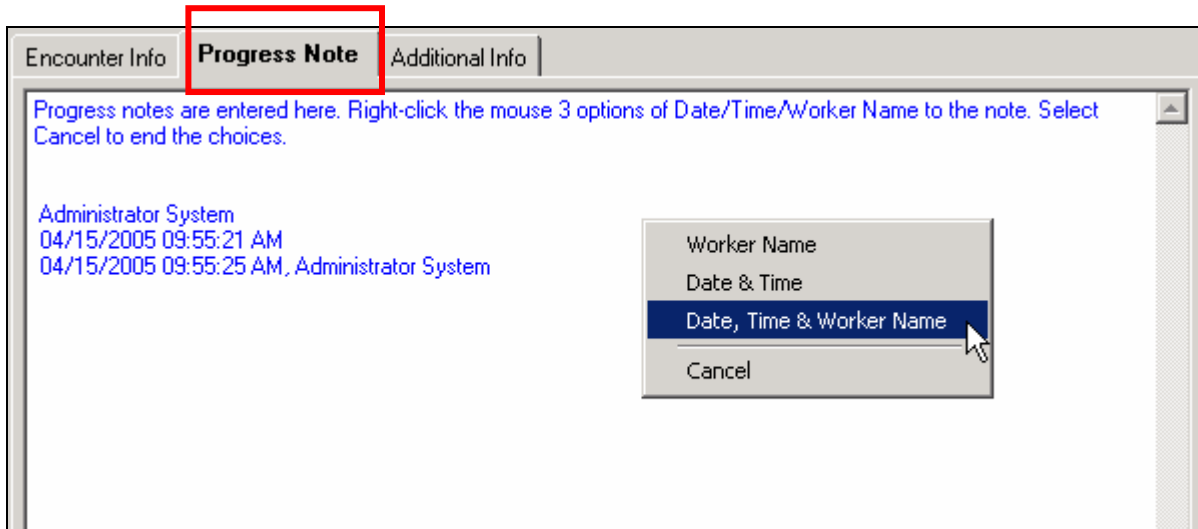 Encounter Info
Progress Note
Additional Info
Progress notes are entered here. Right-click the mouse 3 options of Date/Time/Worker Name to the note. Select
Cancel to end the choices.
Administrator System
04/15/2005 09:55:21 AM
04/15/2005 09:55:25 AM, Administrator System
Worker Name
Date & Time
Date, Time & Worker Name
Cancel